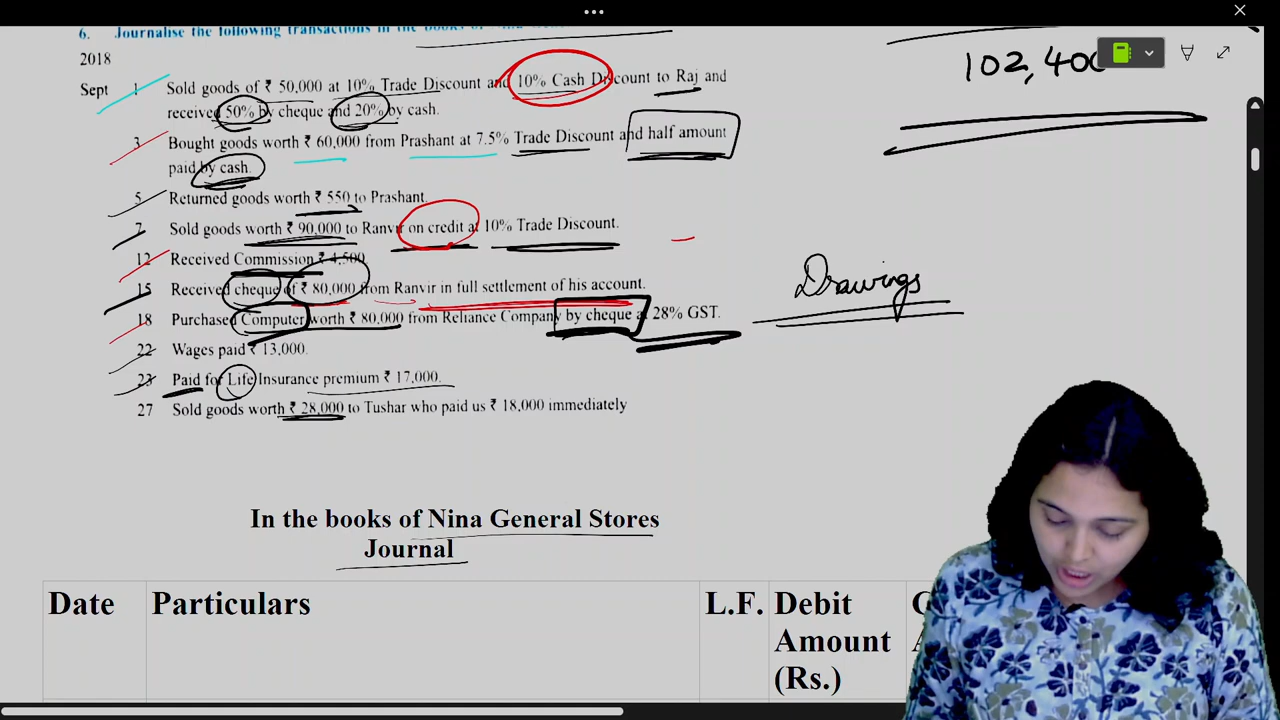 6. Journalise the following transactions in the books of
102,400
2018
Sept 1 Sold goods of ₹ 50,000 at 10% Trade Discount and 10% Cash Discount to Raj and
received 50% by cheque and 20% by cash.
3 Bought goods worth ₹ 60,000 from Prashant at 7.5% Trade Discount and half amount
paid by cash.
5 Returned goods worth ₹ 550 to Prashant.
7 Sold goods worth ₹ 90,000 to Ranvir on credit at 10% Trade Discount.
12 Received Commission ₹ 4,500
15 Received cheque of ₹ 80,000 from Ranvir in full settlement of his account.
Drawings
18 Purchased Computer worth ₹ 80,000 from Reliance Company by cheque at 28% GST.
22 Wages paid ₹ 13,000.
23 Paid for Life Insurance premium ₹ 17,000.
27 Sold goods worth ₹ 28,000 to Tushar who paid us ₹ 18,000 immediately
In the books of Nina General Stores
Journal
Date Particulars L.F. Debit
Amount
(Rs.)